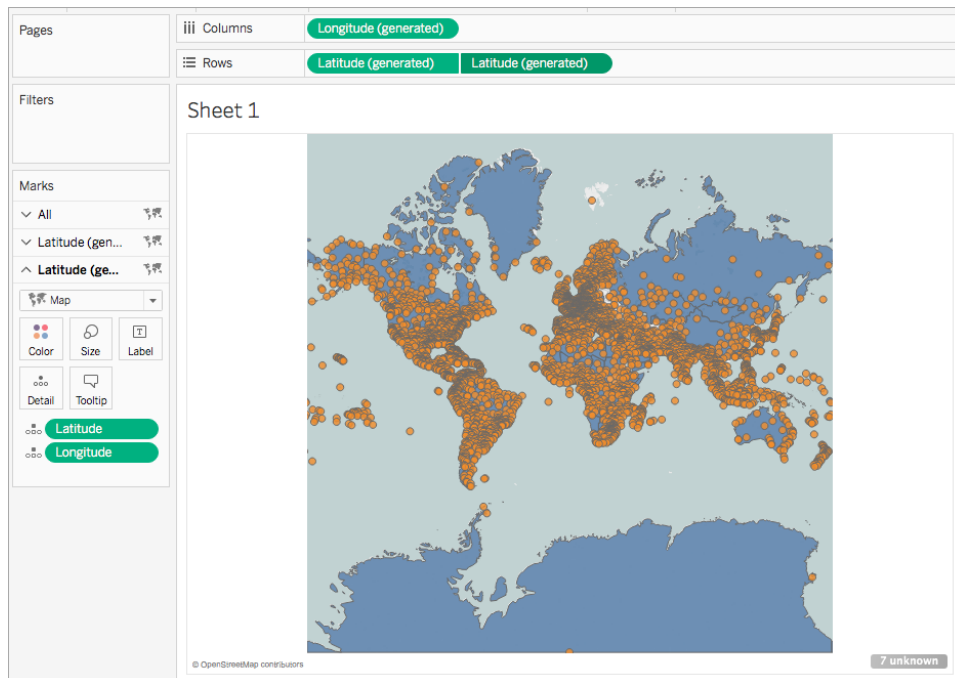 Pages
Columns
Longitude (generated)
Rows
Latitude (generated)
Latitude (generated)
Filters
Sheet 1
Marks
All
Latitude (gen...
Latitude (ge...
Map
Color
Size
T
Label
Detail
Tooltip
Latitude
Longitude
© OpenStreetMap contributors
7 unknown